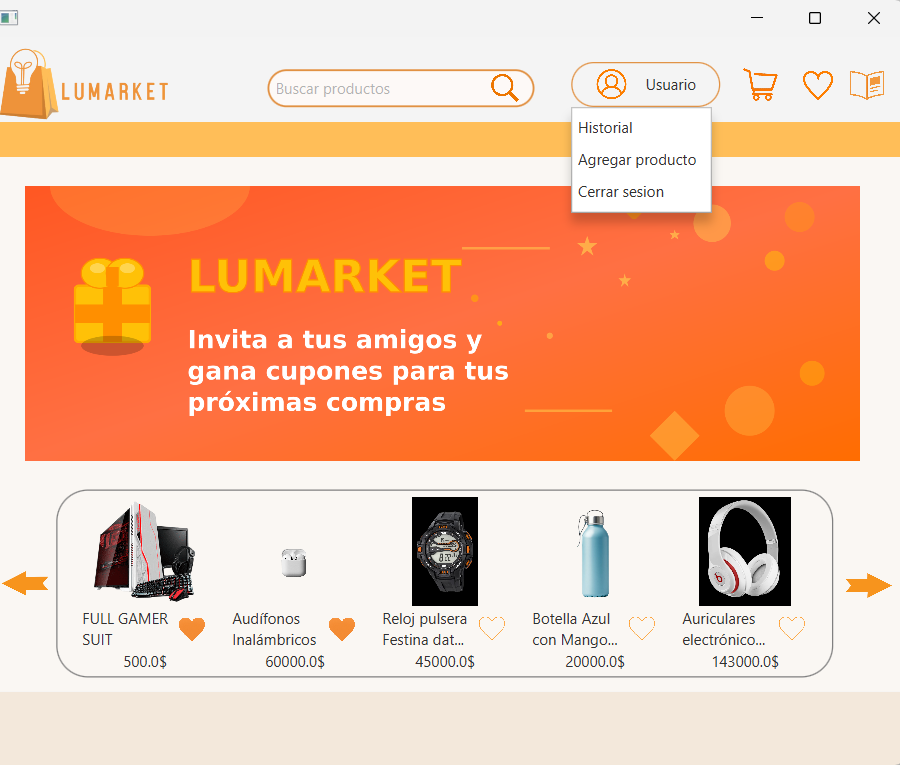 LUMARKET
Buscar productos
Usuario
Historial
Agregar producto
Cerrar sesion
LUMARKET
Invita a tus amigos y
gana cupones para tus
próximas compras
FULL GAMER
SUIT
500.0$
Audífonos
Inalámbricos
60000.0$
Reloj pulsera
Festina dat...
45000.0$
Botella Azul
con Mango...
20000.0$
Auriculares
electrónico...
143000.0$